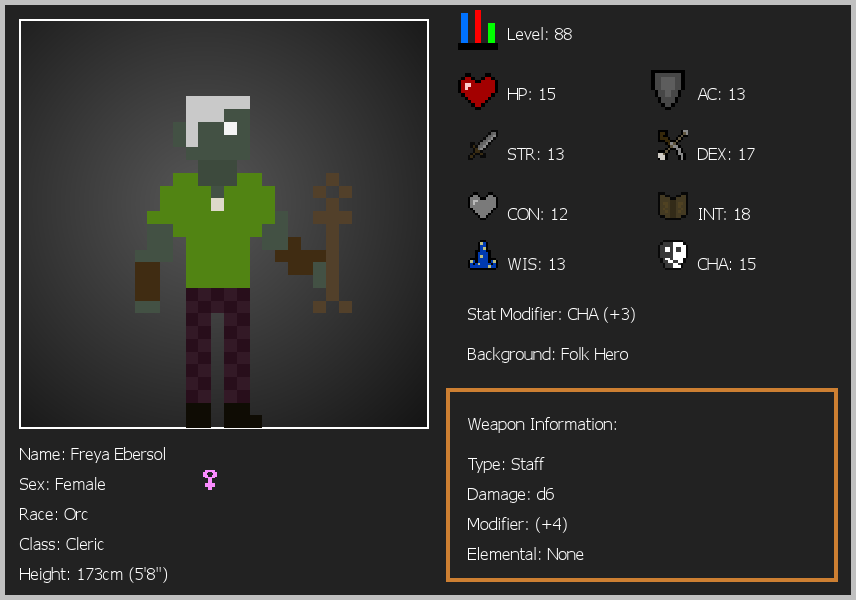 Level: 88
HP: 15
AC: 13
STR: 13
DEX: 17
CON: 12
INT: 18
WIS: 13
CHA: 15
Stat Modifier: CHA (+3)
Background: Folk Hero
Weapon Information:
Type: Staff
Damage: d6
Modifier: (+4)
Elemental: None
Name: Freya Ebersol
Sex: Female
Race: Orc
Class: Cleric
Height: 173cm (5'8")